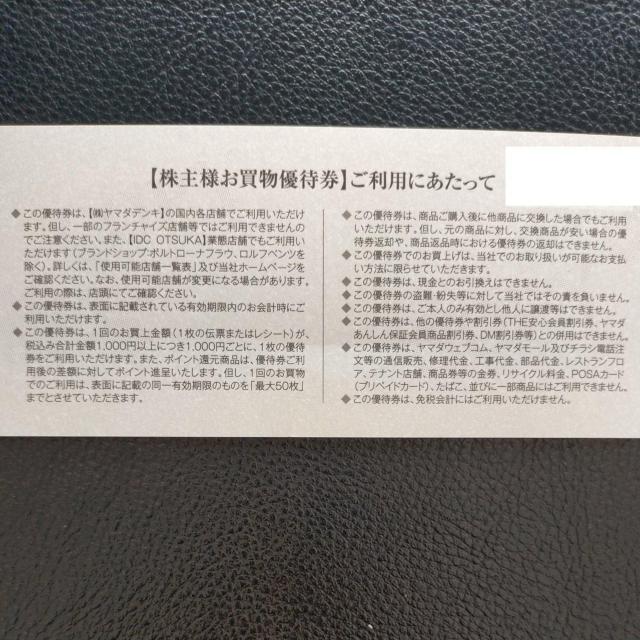 【株主様お買物優待券】ご利用にあたって
◆この優待券は、【㈱ヤマダデンキ】の国内各店舗でご利用いただけ
ます。但し、一部のフランチャイズ店舗等ではご利用できませんの
でご注意ください。また、【IDC OTSUKA】業態店舗でもご利用い
ただけます(ブランドショップ・ポルトローナフラウ、ロルフベンツを
除く)。詳しくは、「使用可能店舗一覧表」及び当社ホームページを
ご確認ください。なお、使用可能店舗が変更になる場合があります。
ご利用の際は、店頭にてご確認ください。
◆この優待券は、表面に記載されている有効期限内のお会計時にご
利用いただけます。
◆この優待券は、1回のお買上金額(1枚の伝票またはレシート)が、
税込み合計金額1,000円以上につき1,000円ごとに、1枚の優待
券をご利用いただけます。また、ポイント還元商品は、優待券ご利
用後の差額に対してポイント進呈いたします。但し、1回のお買物
でのご利用は、表面に記載の同一有効期限のものを「最大50枚」
までとさせていただきます。
◆この優待券は、商品ご購入後に他商品に交換した場合でもご利用
いただけます。但し、元の商品に対し、交換商品が安い場合の優
待券返却や、商品返品時における優待券の返却はできません。
◆この優待券でのお買上げは、当社でのお取り扱いが可能なお支払
い方法に限らせていただきます。
◆この優待券は、現金とのお引換えはできません。
◆この優待券の盗難・紛失等に対して当社ではその責を負いません。
◆この優待券は、ご本人のみ有効とし他人に譲渡等はできません。
◆この優待券は、他の優待券や割引券(THE安心会員割引券、ヤマダ
あんしん保証会員商品割引券、DM割引券等)との併用はできません。
◆この優待券は、ヤマダウェブコム、ヤマダモール及びチラシ電話注
文等の通信販売、修理代金、工事代金、部品代金、レストランフロ
ア、テナント店舗、商品券等の金券、リサイクル料金、POSAカード
(プリペイドカード)、たばこ、並びに一部商品にはご利用できません。
◆この優待券は、免税会計にはご利用いただけません。